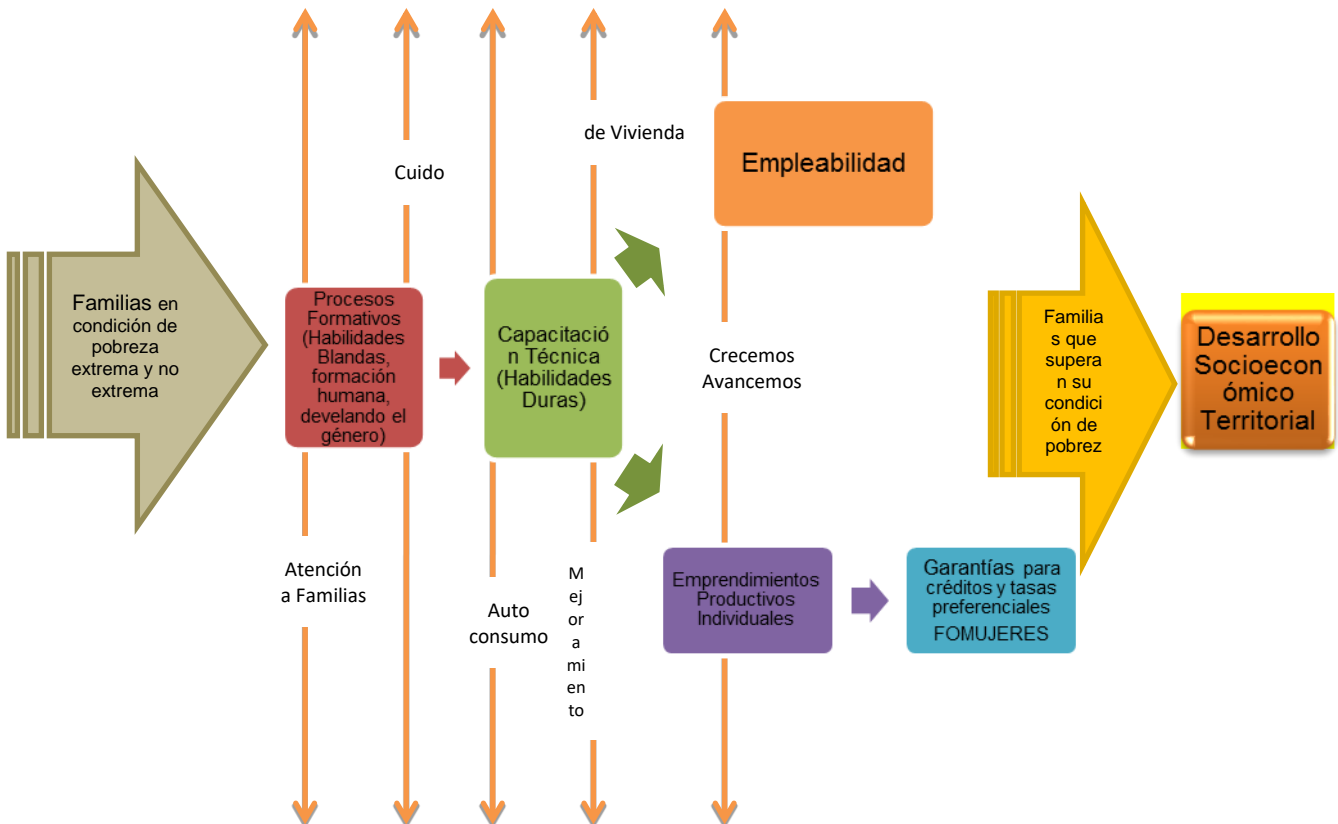 Familias en
condición de
pobreza
extrema y no
extrema
Procesos
Formativos
(Habilidades
Blandas,
formación
humana,
develando el
género)
Atención
a Familias
Cuido
Capacitació
n Técnica
(Habilidades
Duras)
Auto
consumo
M
ej
or
a
mi
en
to
de Vivienda
Empleabilidad
Crecemos
Avancemos
Emprendimientos
Productivos
Individuales
Garantías para
créditos y tasas
preferenciales
FOMUJERES
Familia
s que
supera
n su
condici
ón de
pobrez
Desarrollo
Socioecon
ómico
Territorial